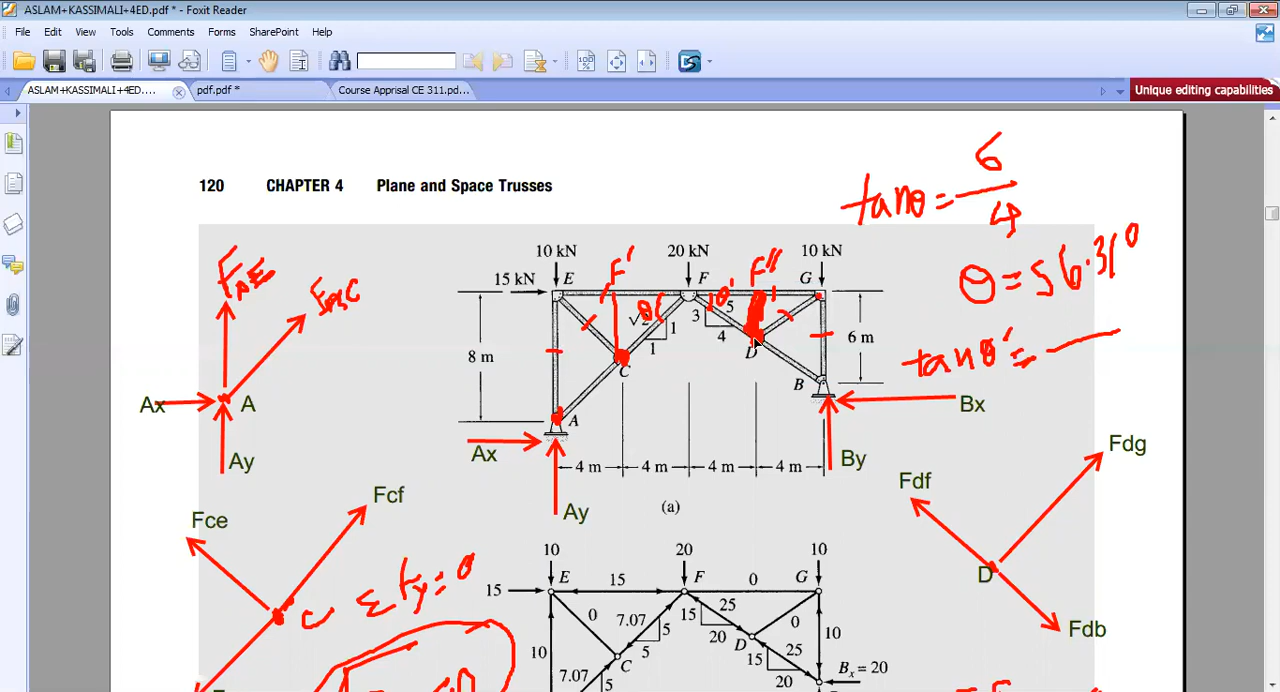 ASLAM+KASSIMALI+4ED.pdf * - Foxit Reader
File Edit View Tools Comments Forms SharePoint Help
ASLAM+KASSIMALI+4ED.... pdf.pdf * Course Apprisal CE 311.pd... Unique editing capabilities
120 CHAPTER 4 Plane and Space Trusses
tanθ = 6/4
θ = 56.31°
tanθ' =
10 kN 20 kN 10 kN
15 kN E F' F F'' G
θ √2 1 1
θ' 5 3 4
8 m 6 m
C D
A B
Ax Ay Bx By
4 m 4 m 4 m 4 m
(a)
FAE
Ax A
Ay
Fce Fcf
C ΣFy=0
Fdf Fdg
D
Fdb
10 20 10
15 E 15 F 0 G
0 7.07 5 5 15 25 20 0
10 C D 10
7.07 5 15 25 20 Bx = 20